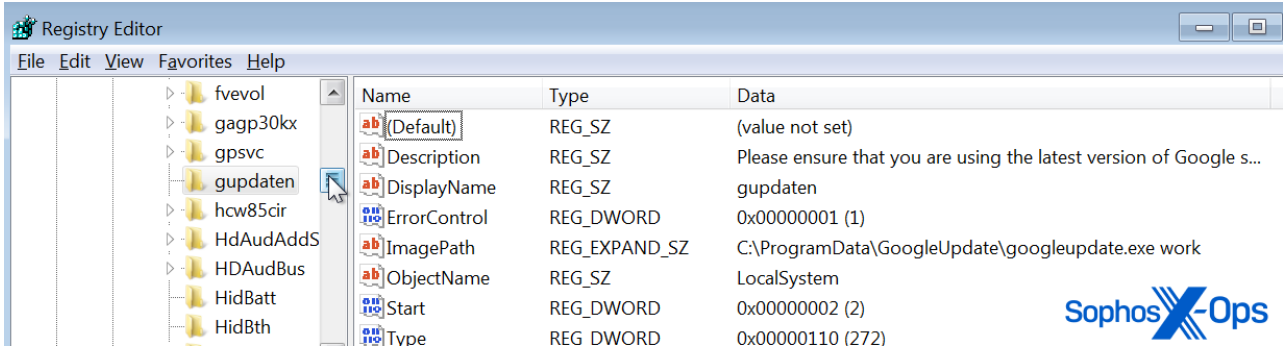 Registry Editor
File Edit View Favorites Help
fvevol
gagp30kx
gpsvc
gupdaten
hcw85cir
HdAudAddS
HDAudBus
HidBatt
HidBth
Name Type Data
(Default) REG_SZ (value not set)
Description REG_SZ Please ensure that you are using the latest version of Google s...
DisplayName REG_SZ gupdaten
ErrorControl REG_DWORD 0x00000001 (1)
ImagePath REG_EXPAND_SZ C:\ProgramData\GoogleUpdate\googleupdate.exe work
ObjectName REG_SZ LocalSystem
Start REG_DWORD 0x00000002 (2)
Type REG_DWORD 0x00000110 (272)
Sophos X-Ops